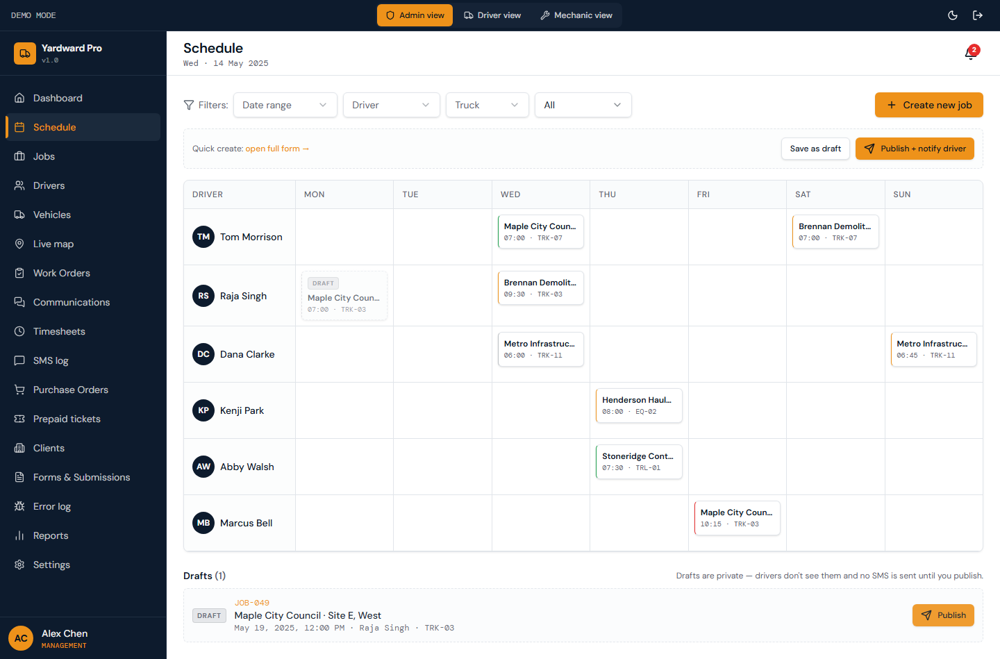 DEMO MODE
Admin view
Driver view
Mechanic view
Yardward Pro
v1.0
Dashboard
Schedule
Jobs
Drivers
Vehicles
Live map
Work Orders
Communications
Timesheets
SMS log
Purchase Orders
Prepaid tickets
Clients
Forms & Submissions
Error log
Reports
Settings
AC
Alex Chen
MANAGEMENT
Schedule
Wed · 14 May 2025
2
Filters:
Date range
Driver
Truck
All
Create new job
Quick create: open full form →
Save as draft
Publish + notify driver
DRIVER
MON
TUE
WED
THU
FRI
SAT
SUN
TM
Tom Morrison
Maple City Coun...
07:00 · TRK-07
Brennan Demolit...
07:00 · TRK-07
RS
Raja Singh
DRAFT
Maple City Coun...
07:00 · TRK-03
Brennan Demolit...
09:30 · TRK-03
DC
Dana Clarke
Metro Infrastruc...
06:00 · TRK-11
Metro Infrastruc...
06:45 · TRK-11
KP
Kenji Park
Henderson Haul...
08:00 · EQ-02
AW
Abby Walsh
Stoneridge Cont...
07:30 · TRL-01
MB
Marcus Bell
Maple City Coun...
10:15 · TRK-03
Drafts (1)
Drafts are private — drivers don't see them and no SMS is sent until you publish.
DRAFT
JOB-049
Maple City Council · Site E, West
May 19, 2025, 12:00 PM · Raja Singh · TRK-03
Publish